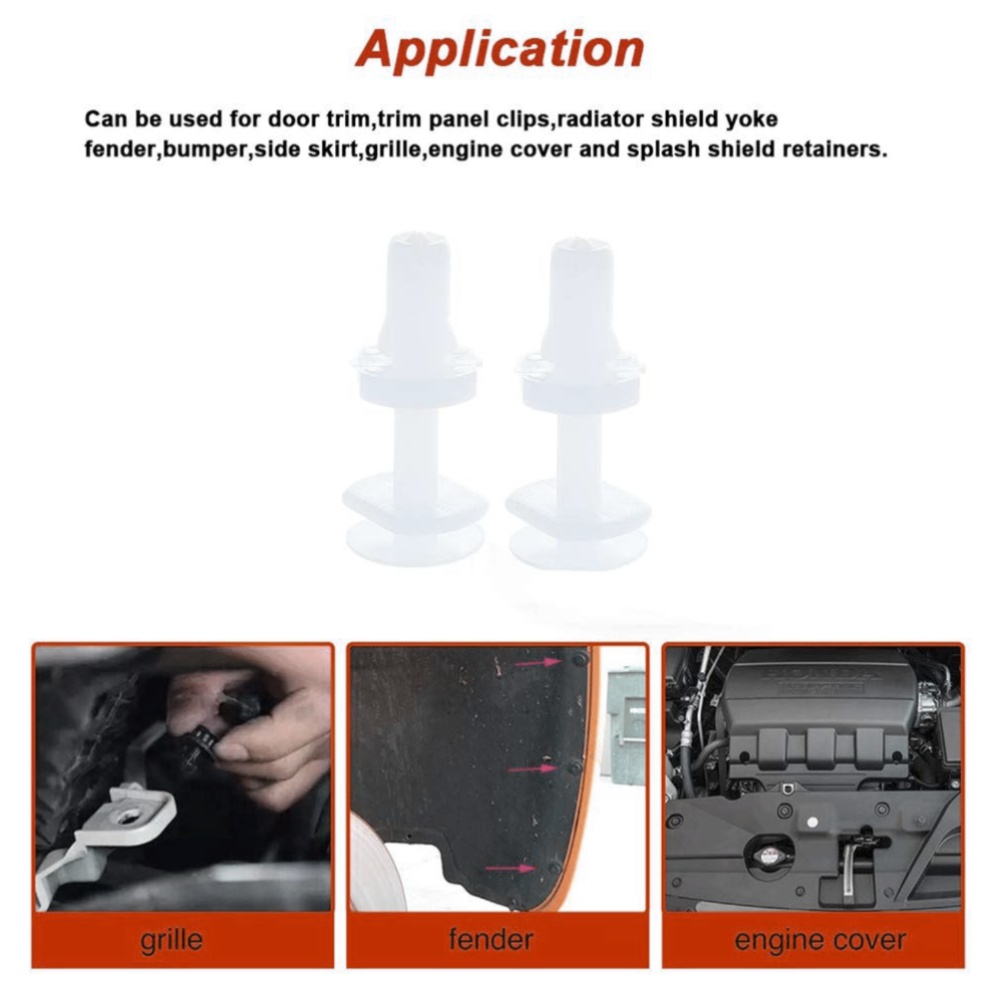 Application
Can be used for door trim,trim panel clips,radiator shield yoke
fender,bumper,side skirt,grille,engine cover and splash shield retainers.
HONDA
grille
fender
engine cover